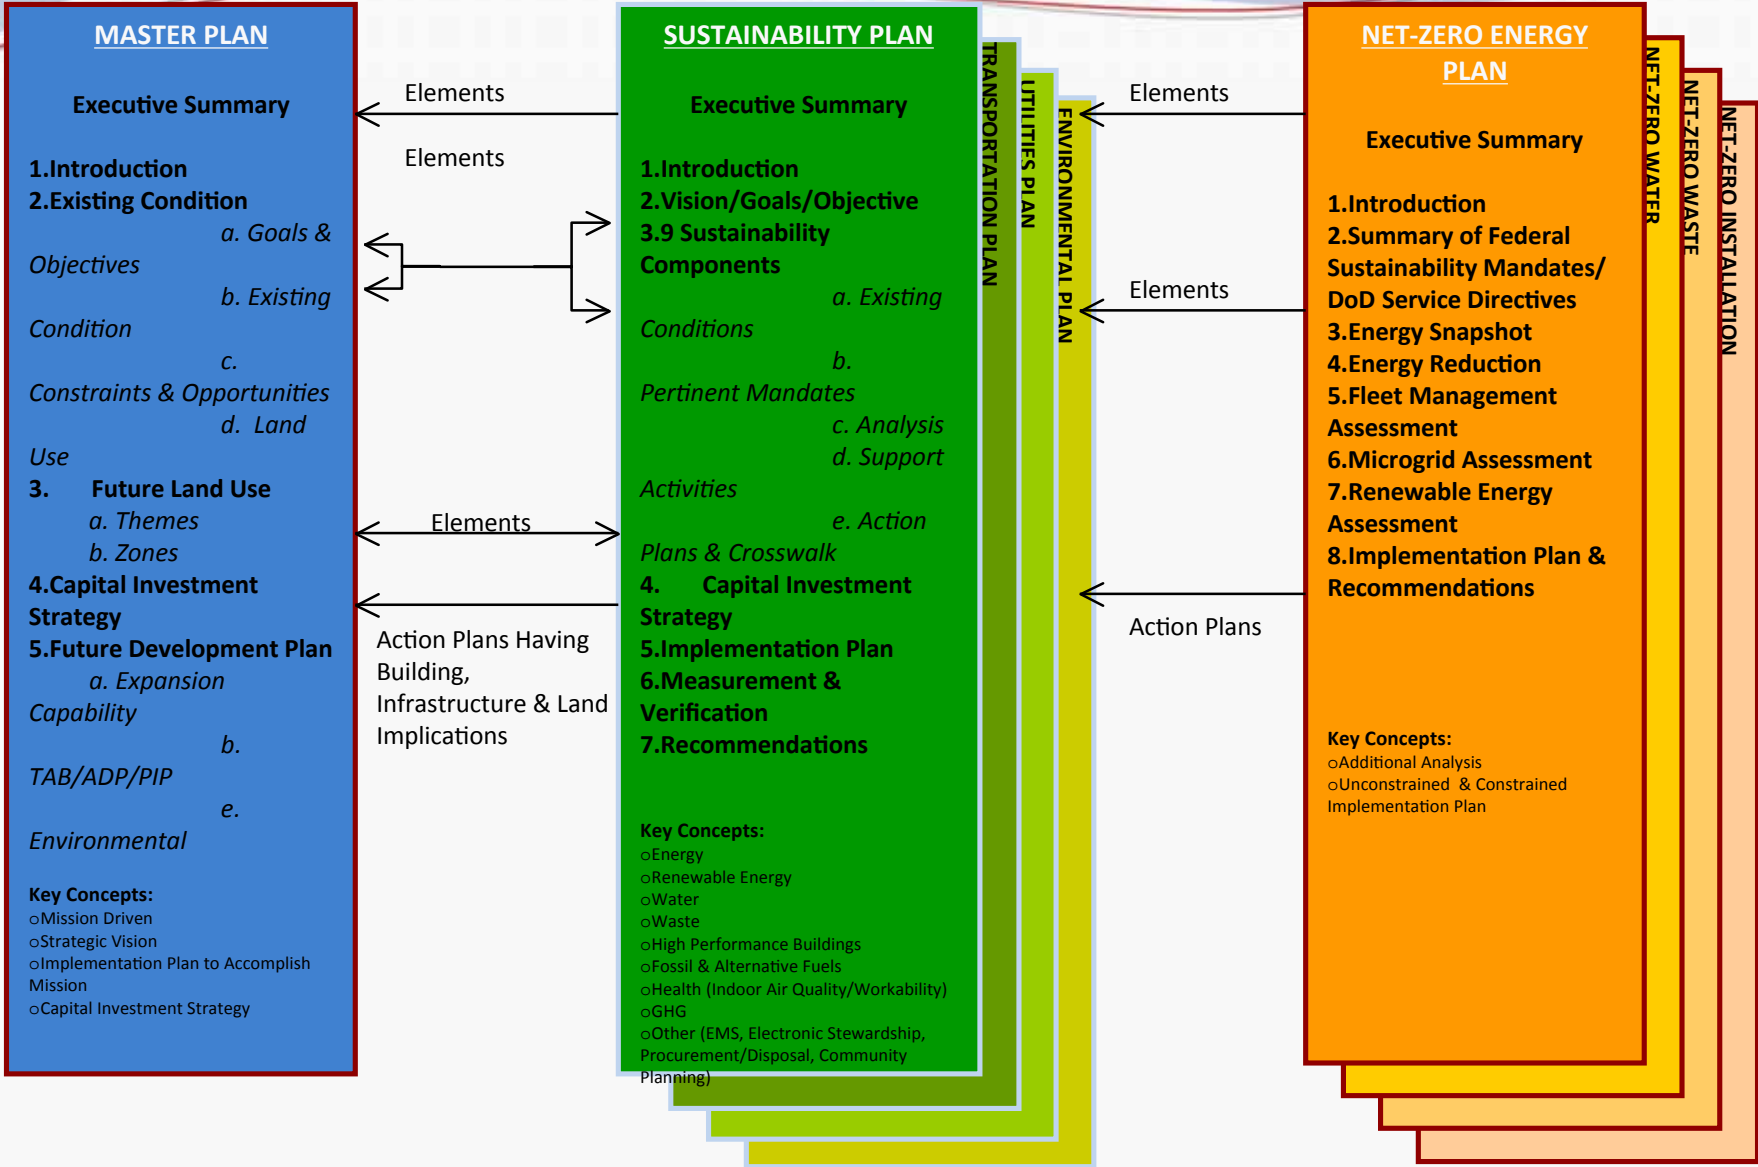 MASTER PLAN
Executive Summary
1.Introduction
2.Existing Condition
a. Goals &
Objectives
b. Existing
Condition
c.
Constraints & Opportunities
d.  Land
Use
3.      Future Land Use
a. Themes
b. Zones
4.Capital Investment
Strategy
5.Future Development Plan
a. Expansion
Capability
b.
TAB/ADP/PIP
e.
Environmental
Key Concepts:
oMission Driven
oStrategic Vision
oImplementation Plan to Accomplish
Mission
oCapital Investment Strategy
Elements
Elements
Elements
Action Plans Having
Building,
Infrastructure & Land
Implications
SUSTAINABILITY PLAN
Executive Summary
1.Introduction
2.Vision/Goals/Objective
3.9 Sustainability
Components
a. Existing
Conditions
b.
Pertinent Mandates
c. Analysis
d. Support
Activities
e. Action
Plans & Crosswalk
4.      Capital Investment
Strategy
5.Implementation Plan
6.Measurement &
Verification
7.Recommendations
Key Concepts:
oEnergy
oRenewable Energy
oWater
oWaste
oHigh Performance Buildings
oFossil & Alternative Fuels
oHealth (Indoor Air Quality/Workability)
oGHG
oOther (EMS, Electronic Stewardship,
Procurement/Disposal, Community
Planning)
TRANSPORTATION PLAN
UTILITIES PLAN
ENVIRONMENTAL PLAN
Elements
Elements
Action Plans
NET-ZERO ENERGY
PLAN
Executive Summary
1.Introduction
2.Summary of Federal
Sustainability Mandates/
DoD Service Directives
3.Energy Snapshot
4.Energy Reduction
5.Fleet Management
Assessment
6.Microgrid Assessment
7.Renewable Energy
Assessment
8.Implementation Plan &
Recommendations
Key Concepts:
oAdditional Analysis
oUnconstrained  & Constrained
Implementation Plan
NET-ZERO WATER
NET-ZERO WASTE
NET-ZERO INSTALLATION